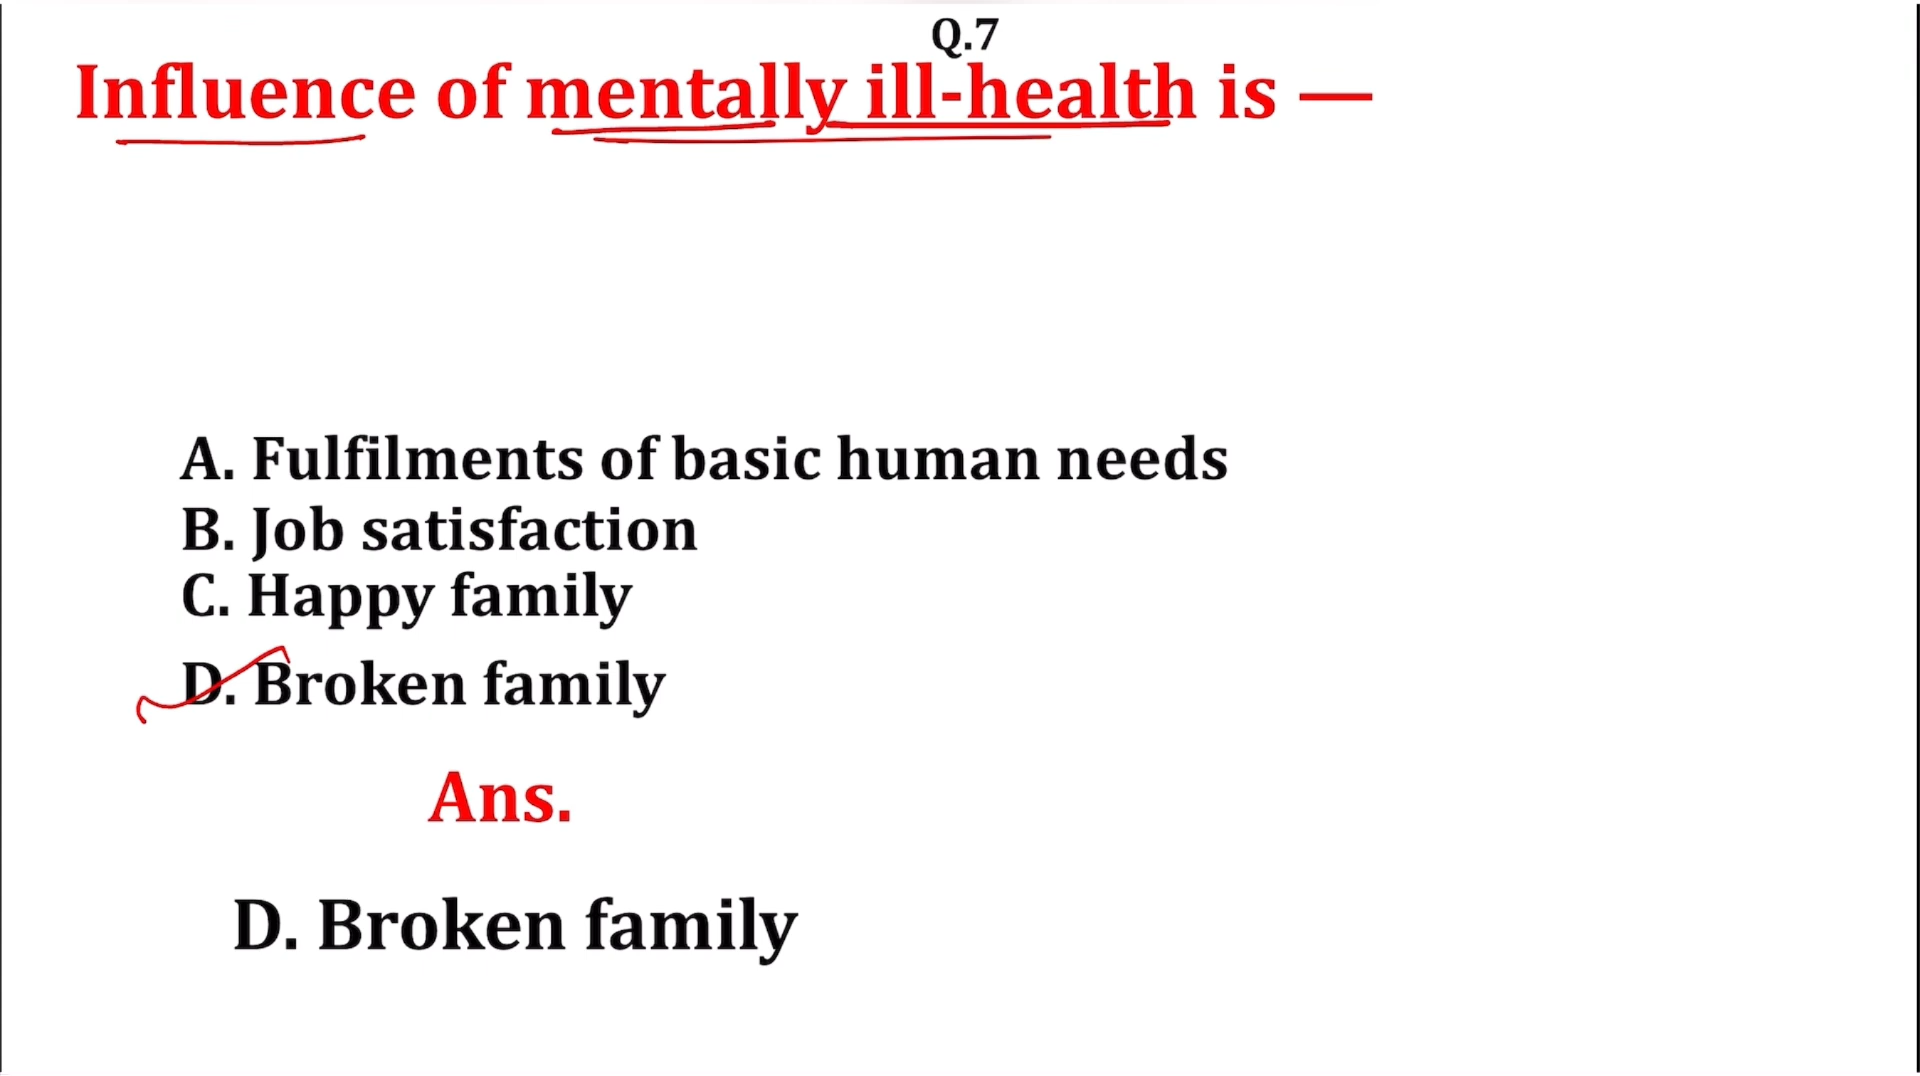 Q.7
Influence of mentally ill-health is —
A. Fulfilments of basic human needs
B. Job satisfaction
C. Happy family
D. Broken family
Ans.
D. Broken family